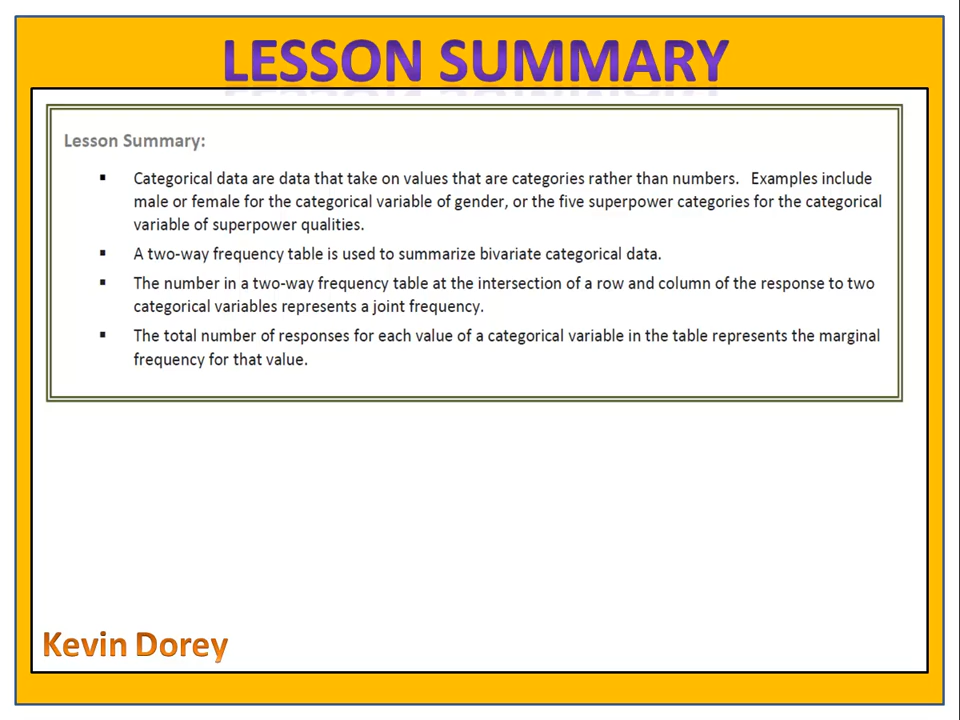 LESSON SUMMARY
Lesson Summary:
▪ Categorical data are data that take on values that are categories rather than numbers. Examples include
male or female for the categorical variable of gender, or the five superpower categories for the categorical
variable of superpower qualities.
▪ A two-way frequency table is used to summarize bivariate categorical data.
▪ The number in a two-way frequency table at the intersection of a row and column of the response to two
categorical variables represents a joint frequency.
▪ The total number of responses for each value of a categorical variable in the table represents the marginal
frequency for that value.
Kevin Dorey